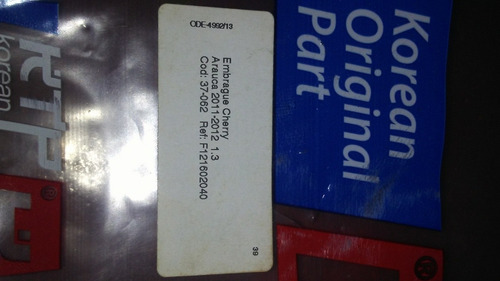 ODE-4992/13
Embrague Cherry
Arauca 2011-2012 1.3
Cod: 37-062 Ref: F121602040
39
Korean
Original
Part
KTP
korean